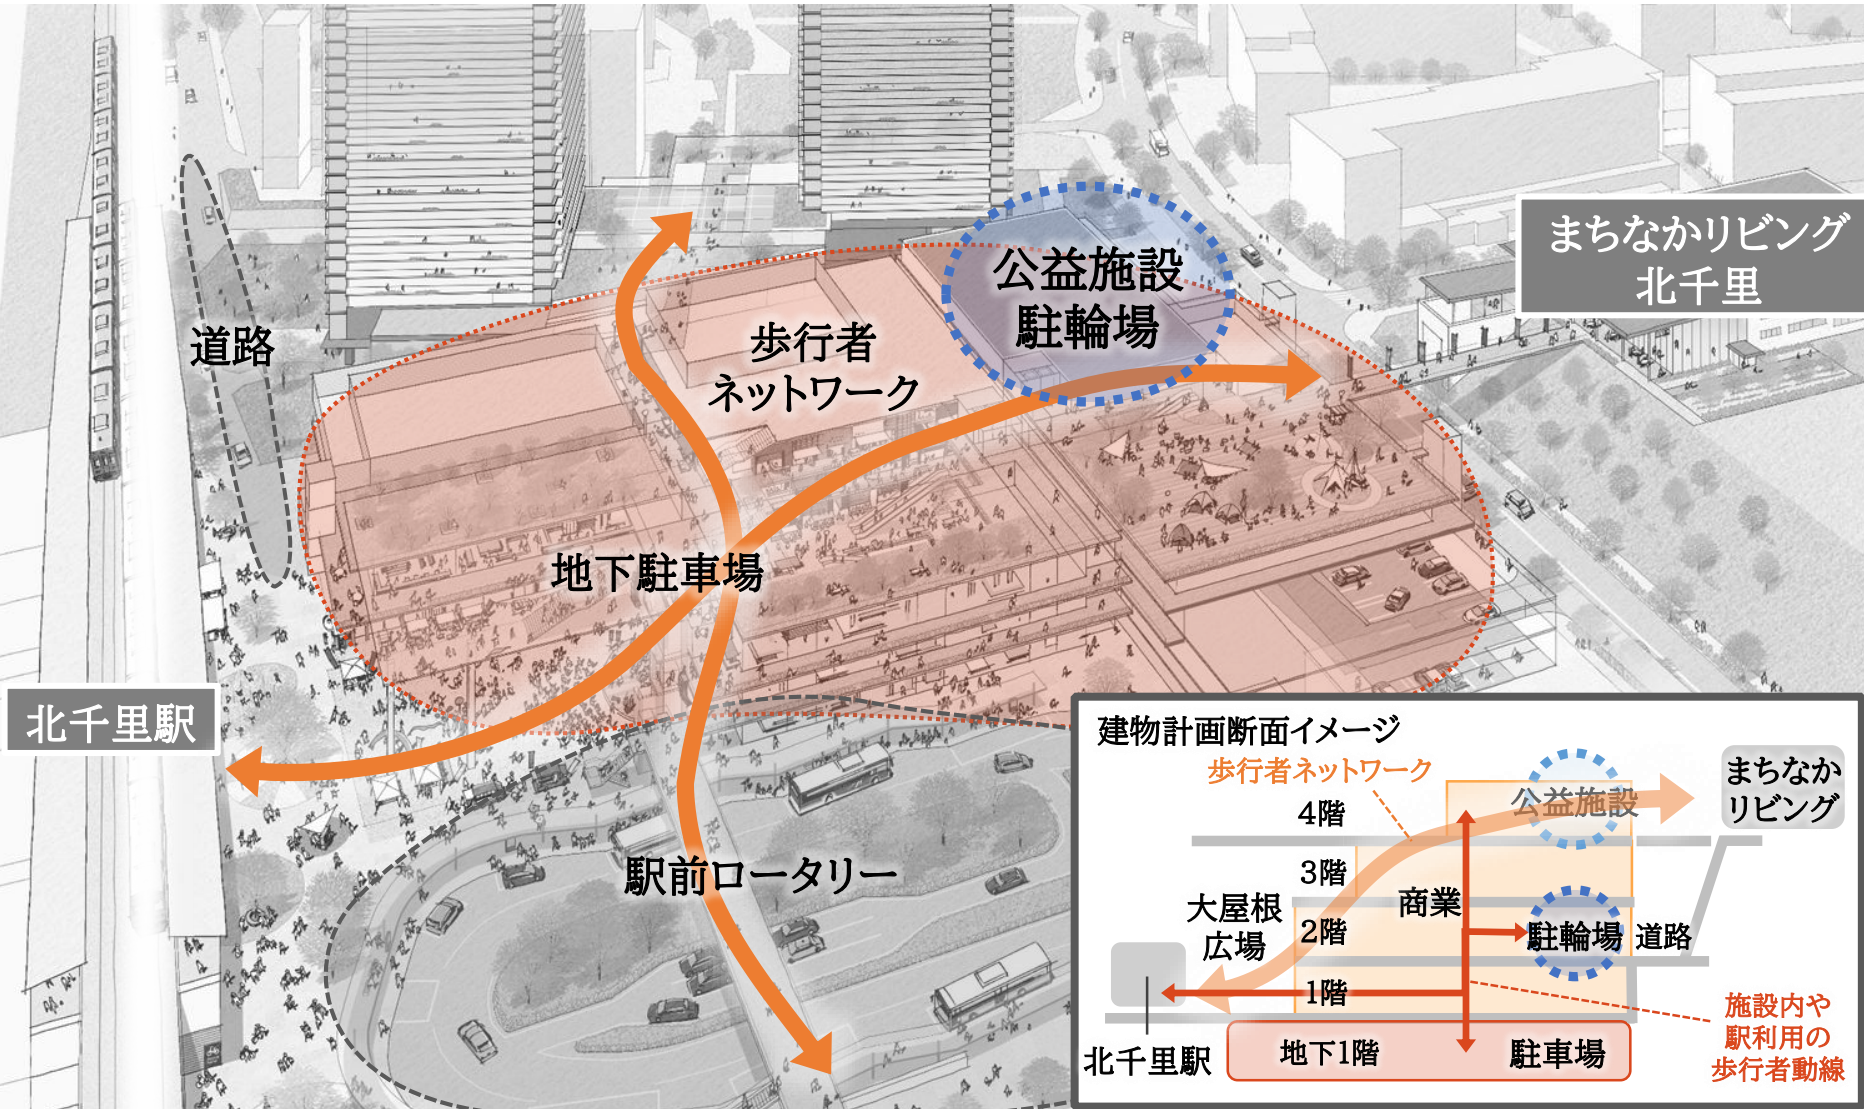 公益施設
駐輪場
まちなかリビング
北千里
道路
歩行者
ネットワーク
地下駐車場
北千里駅
駅前ロータリー
建物計画断面イメージ
歩行者ネットワーク
4階
公益施設
まちなか
リビング
3階
商業
大屋根
広場
2階
駐輪場
道路
1階
北千里駅
地下1階
駐車場
施設内や
駅利用の
歩行者動線